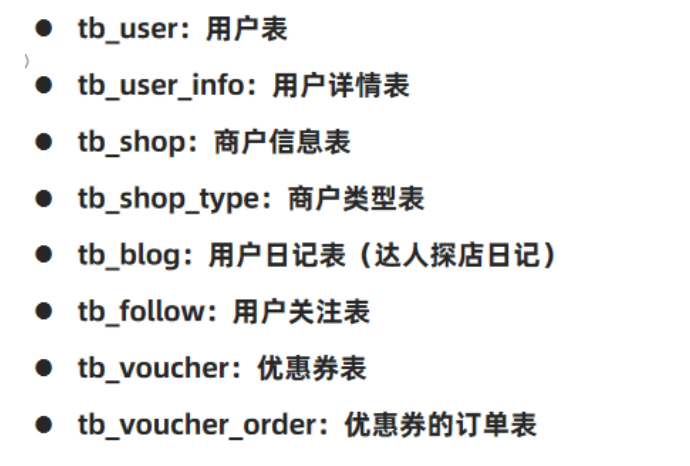 ● tb_user：用户表
● tb_user_info：用户详情表
● tb_shop：商户信息表
● tb_shop_type：商户类型表
● tb_blog：用户日记表（达人探店日记）
● tb_follow：用户关注表
● tb_voucher：优惠券表
● tb_voucher_order：优惠券的订单表